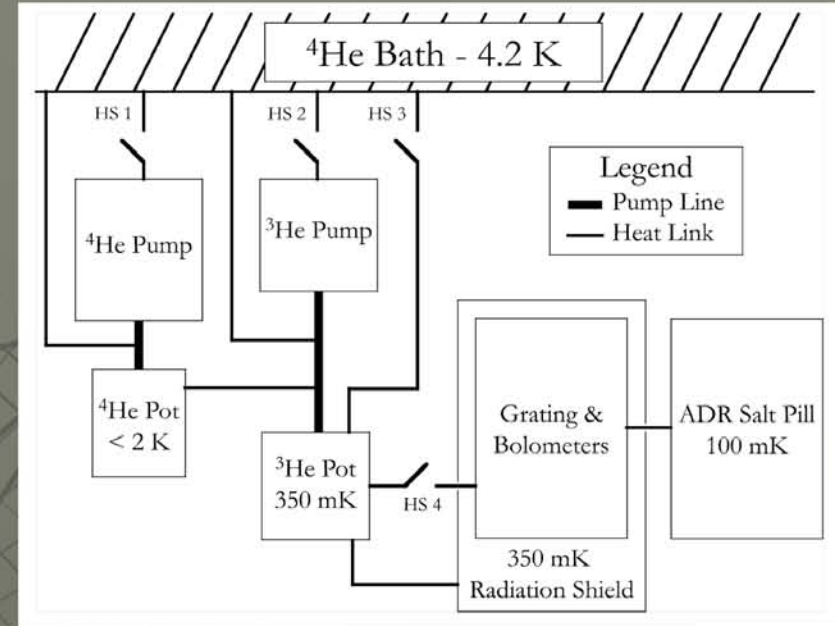 ⁴He Bath - 4.2 K
HS 1
HS 2
HS 3
Legend
Pump Line
Heat Link
⁴He Pump
³He Pump
⁴He Pot
< 2 K
³He Pot
350 mK
HS 4
Grating &
Bolometers
350 mK
Radiation Shield
ADR Salt Pill
100 mK